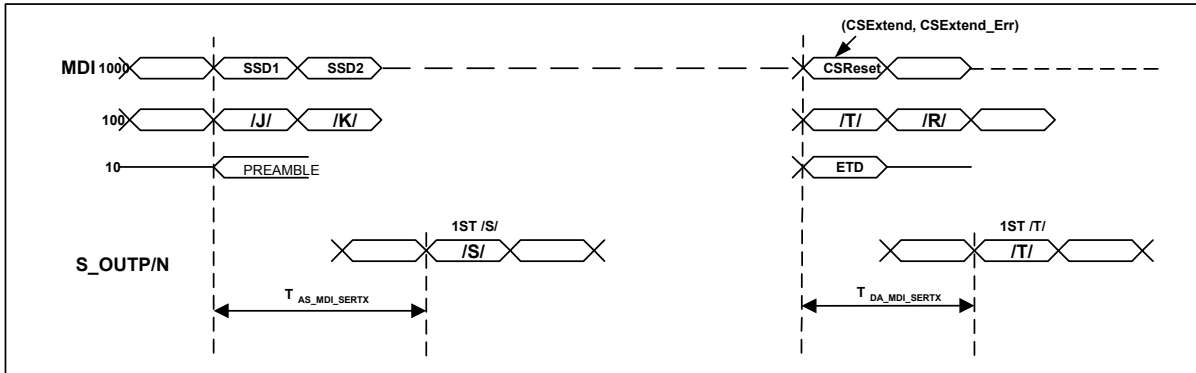 (CSExtend, CSExtend_Err)
MDI 1000 SSD1 SSD2 CSReset
100 /J/ /K/ /T/ /R/
10 PREAMBLE ETD
1ST /S/ 1ST /T/
S_OUTP/N /S/ /T/
T AS_MDI_SERTX T DA_MDI_SERTX